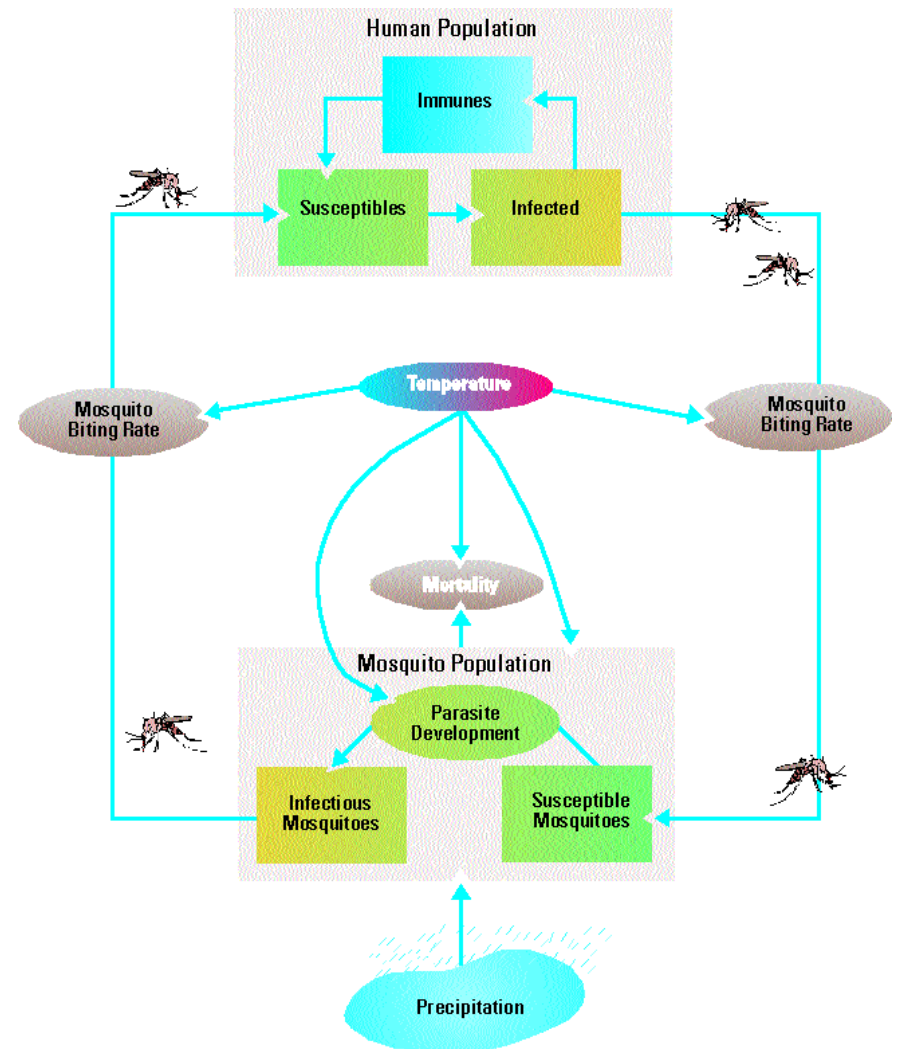 Human Population
Immunes
Susceptibles
Infected
Temperature
Mosquito
Biting Rate
Mosquito
Biting Rate
Mortality
Mosquito Population
Parasite
Development
Infectious
Mosquitoes
Susceptible
Mosquitoes
Precipitation